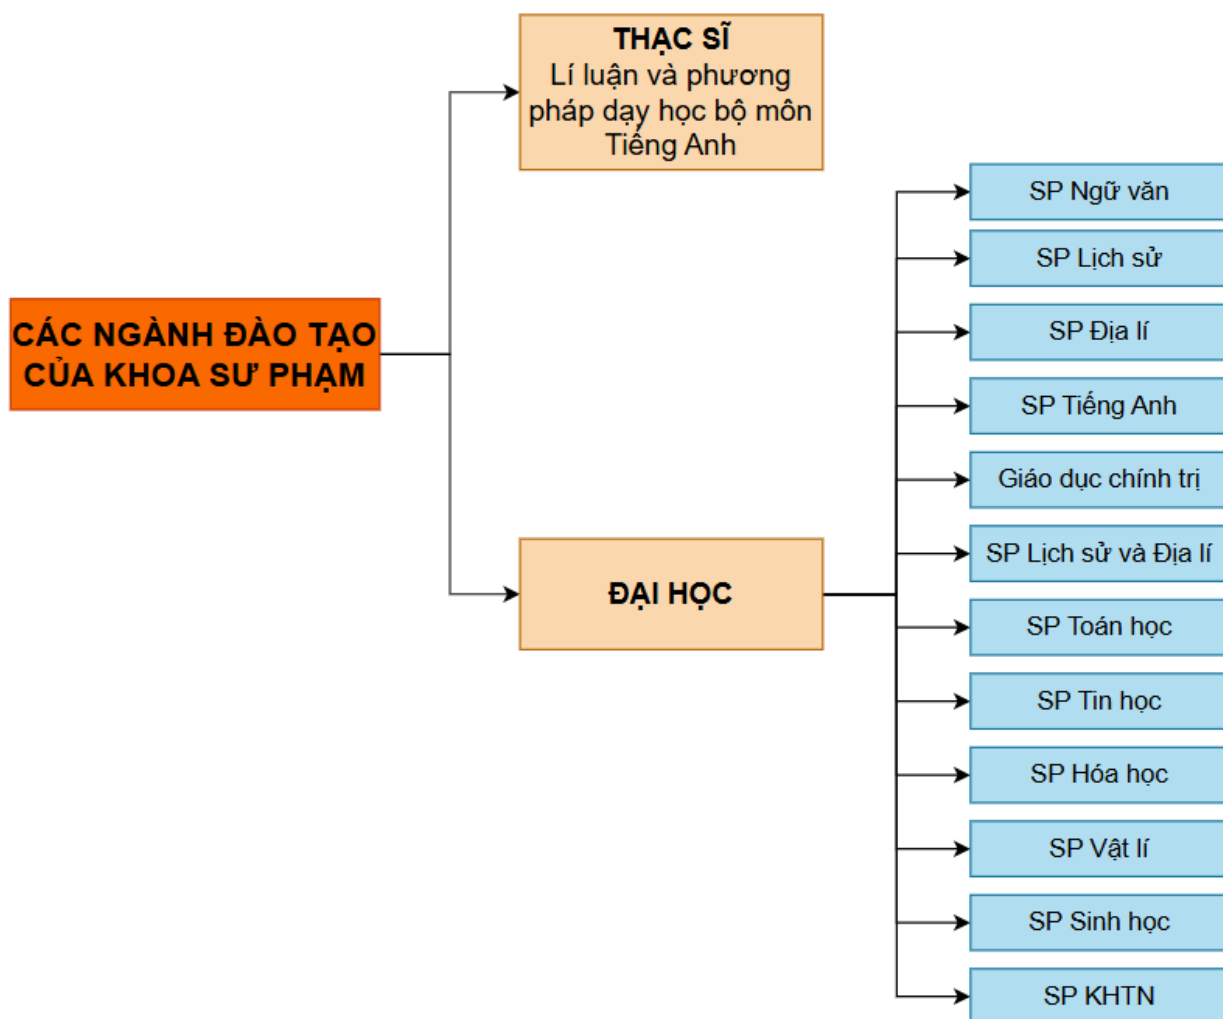 THẠC SĨ
Lí luận và phương
pháp dạy học bộ môn
Tiếng Anh
CÁC NGÀNH ĐÀO TẠO
CỦA KHOA SƯ PHẠM
ĐẠI HỌC
SP Ngữ văn
SP Lịch sử
SP Địa lí
SP Tiếng Anh
Giáo dục chính trị
SP Lịch sử và Địa lí
SP Toán học
SP Tin học
SP Hóa học
SP Vật lí
SP Sinh học
SP KHTN